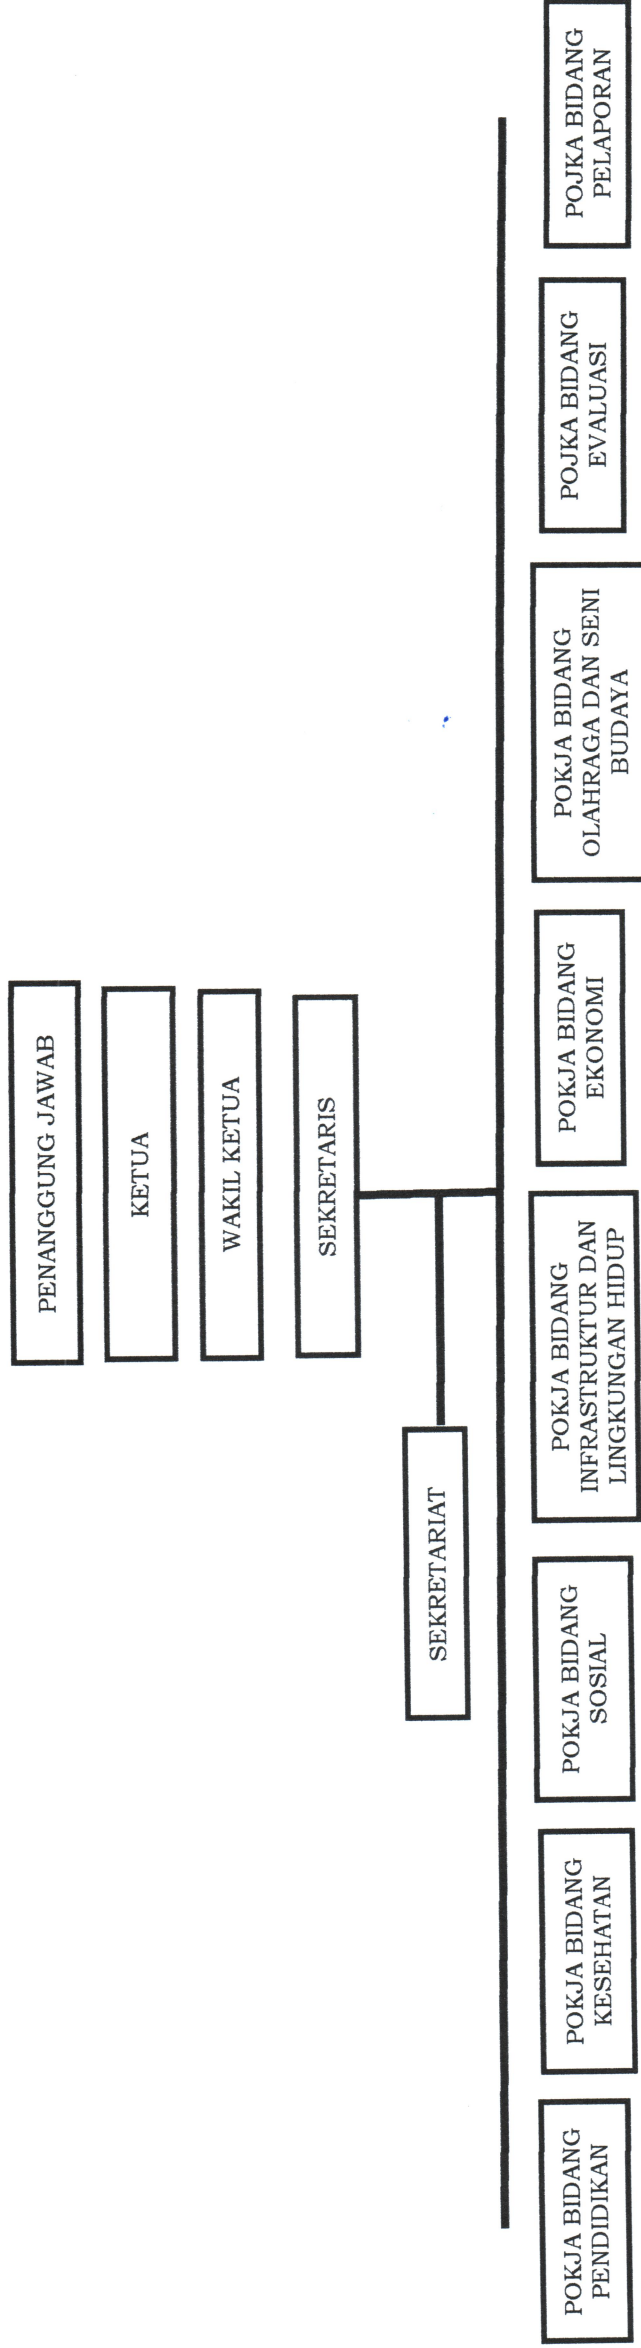 PENANGGUNG JAWAB
KETUA
WAKIL KETUA
SEKRETARIS
SEKRETARIAT
POKJA BIDANG
PENDIDIKAN
POKJA BIDANG
KESEHATAN
POKJA BIDANG
SOSIAL
POKJA BIDANG
INFRASTRUKTUR DAN
LINGKUNGAN HIDUP
POKJA BIDANG
EKONOMI
POKJA BIDANG
OLAHRAGA DAN SENI
BUDAYA
POJKA BIDANG
EVALUASI
POJKA BIDANG
PELAPORAN